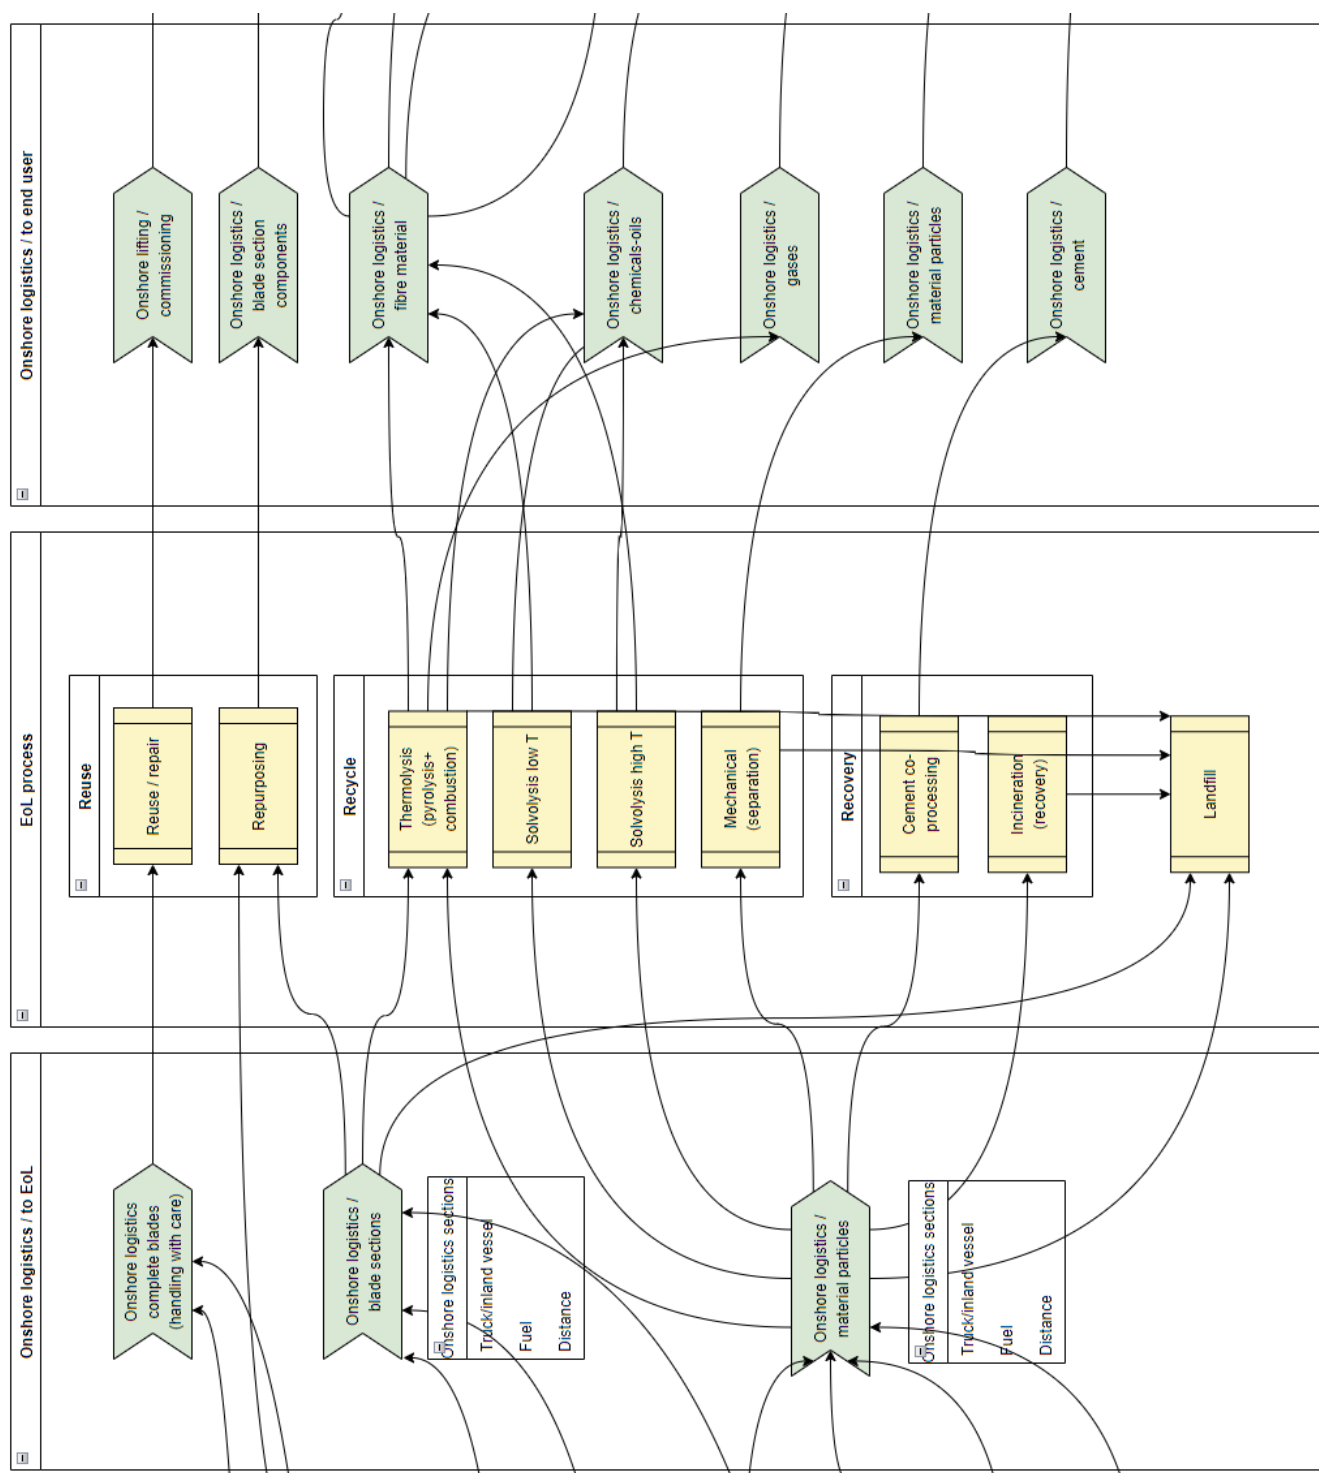 Onshore logistics / to EoL
Onshore logistics
complete blades
(handling with care)
Onshore logistics /
blade sections
Onshore logistics sections
Truck/inland vessel
Fuel
Distance
Onshore logistics /
material particles
Onshore logistics sections
Truck/inland vessel
Fuel
Distance
EoL process
Reuse
Reuse / repair
Repurposing
Recycle
Thermolysis
(pyrolysis+
combustion)
Solvolysis low T
Solvolysis high T
Mechanical
(separation)
Recovery
Cement co-
processing
Incineration
(recovery)
Landfill
Onshore logistics / to end user
Onshore lifting /
commissioning
Onshore logistics /
blade section
components
Onshore logistics /
fibre material
Onshore logistics /
chemicals-oils
Onshore logistics /
gases
Onshore logistics /
material particles
Onshore logistics /
cement